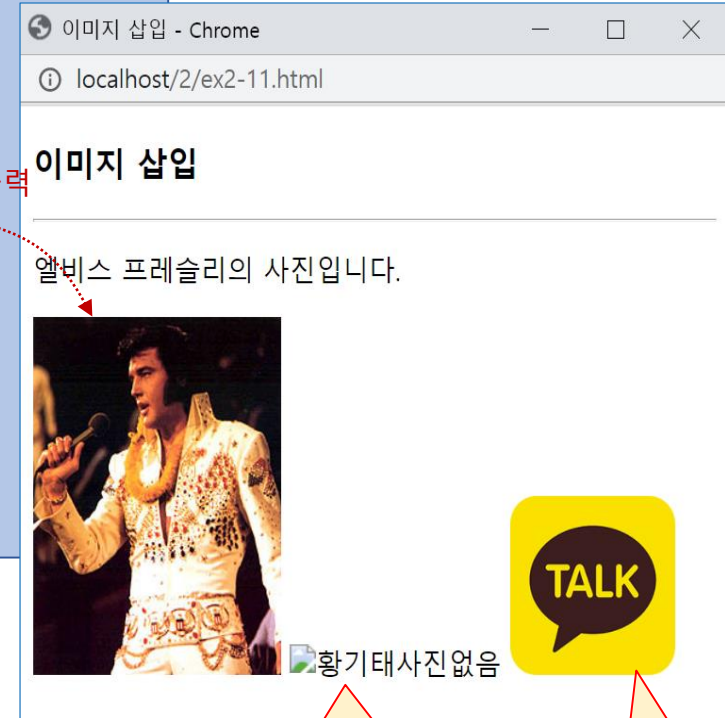 이미지 삽입 - Chrome
localhost/2/ex2-11.html
이미지 삽입
력
엘비스 프레슬리의 사진입니다.
황기태사진없음
TALK